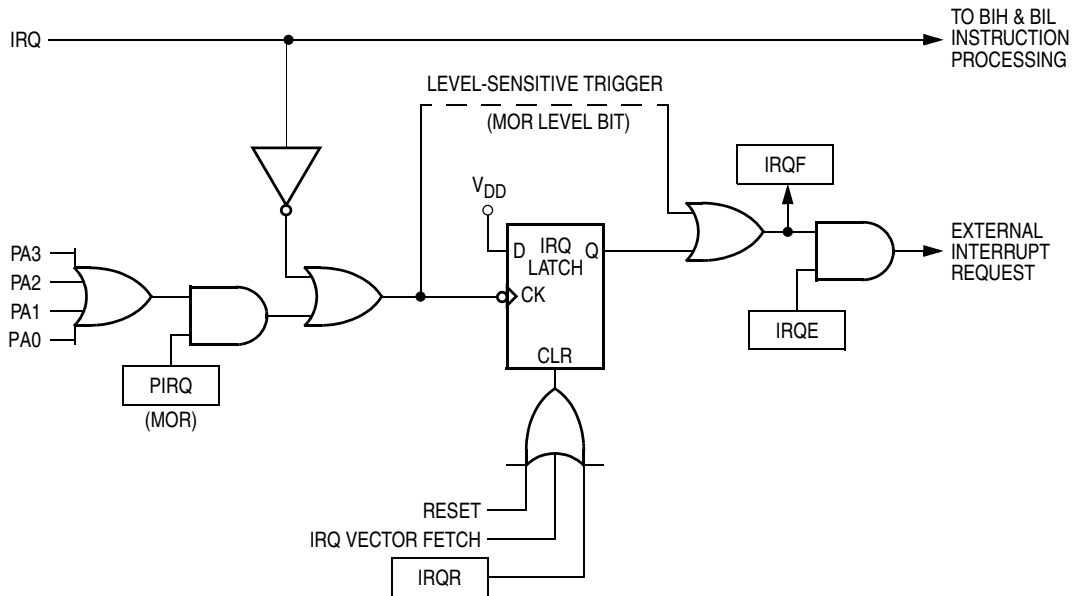 TO BIH & BIL
INSTRUCTION
PROCESSING
IRQ
LEVEL-SENSITIVE TRIGGER
(MOR LEVEL BIT)
IRQF
VDD
D
IRQ
LATCH
Q
CK
CLR
EXTERNAL
INTERRUPT
REQUEST
IRQE
PA3
PA2
PA1
PA0
PIRQ
(MOR)
RESET
IRQ VECTOR FETCH
IRQR